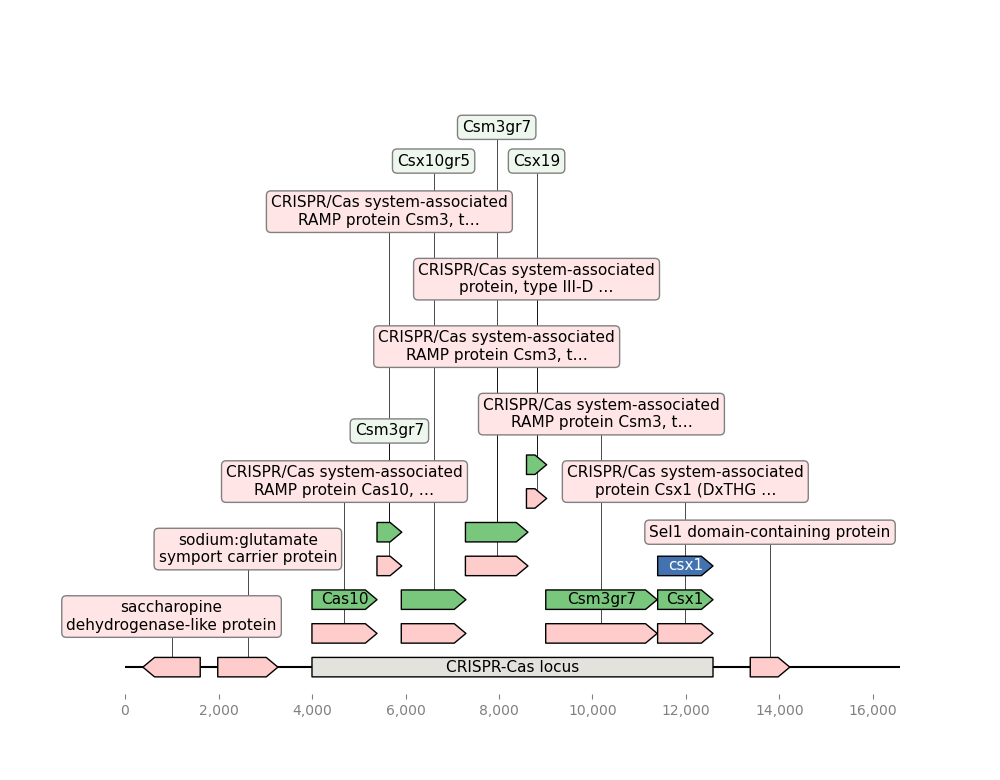 Csm3gr7
Csx10gr5
Csx19
CRISPR/Cas system-associated
RAMP protein Csm3, t…
CRISPR/Cas system-associated
protein, type III-D …
CRISPR/Cas system-associated
RAMP protein Csm3, t…
CRISPR/Cas system-associated
RAMP protein Csm3, t…
Csm3gr7
CRISPR/Cas system-associated
RAMP protein Cas10, …
CRISPR/Cas system-associated
protein Csx1 (DxTHG …
sodium:glutamate
symport carrier protein
Sel1 domain-containing protein
csx1
saccharopine
dehydrogenase-like protein
Cas10
Csm3gr7
Csx1
CRISPR-Cas locus
0
2,000
4,000
6,000
8,000
10,000
12,000
14,000
16,000